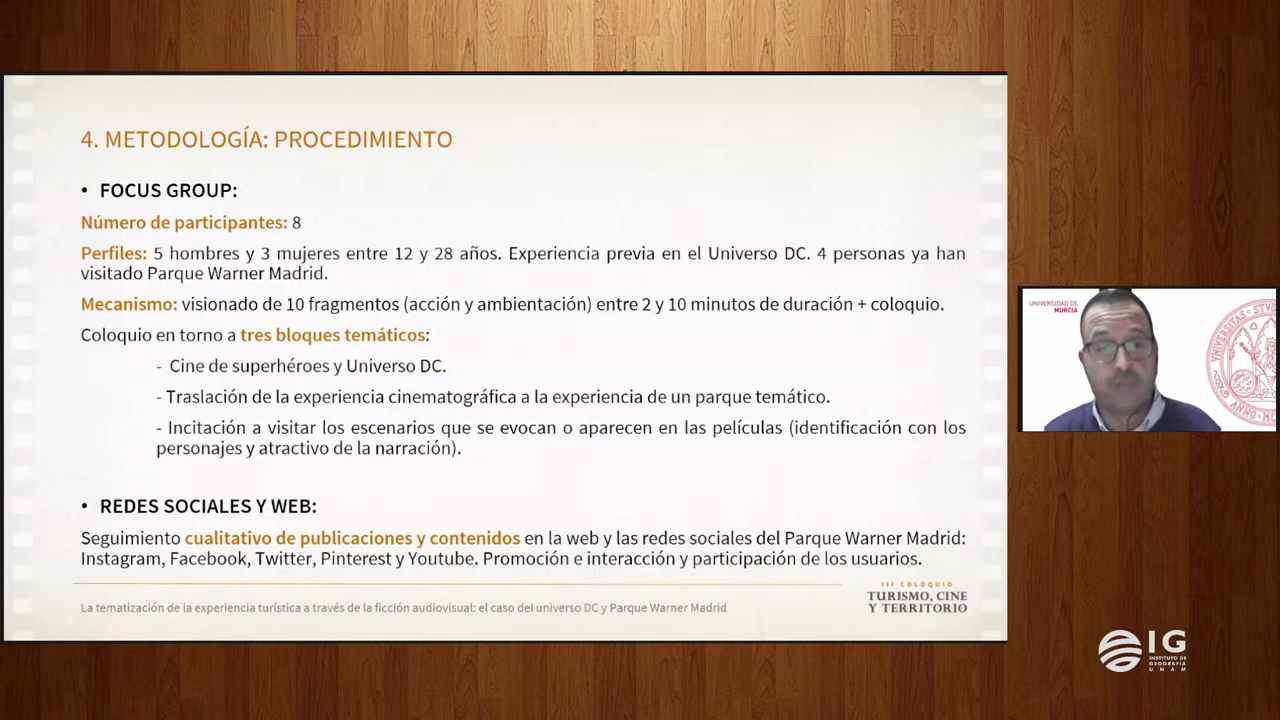 4. METODOLOGÍA: PROCEDIMIENTO
• FOCUS GROUP:
Número de participantes: 8
Perfiles: 5 hombres y 3 mujeres entre 12 y 28 años. Experiencia previa en el Universo DC. 4 personas ya han
visitado Parque Warner Madrid.
Mecanismo: visionado de 10 fragmentos (acción y ambientación) entre 2 y 10 minutos de duración + coloquio.
Coloquio en torno a tres bloques temáticos:
- Cine de superhéroes y Universo DC.
- Traslación de la experiencia cinematográfica a la experiencia de un parque temático.
- Incitación a visitar los escenarios que se evocan o aparecen en las películas (identificación con los
personajes y atractivo de la narración).
• REDES SOCIALES Y WEB:
Seguimiento cualitativo de publicaciones y contenidos en la web y las redes sociales del Parque Warner Madrid:
Instagram, Facebook, Twitter, Pinterest y Youtube. Promoción e interacción y participación de los usuarios.
La tematización de la experiencia turística a través de la ficción audiovisual: el caso del universo DC y Parque Warner Madrid
III COLOQUIO
TURISMO, CINE
Y TERRITORIO
UNIVERSIDAD DE
MURCIA
IG
INSTITUTO DE
GEOGRAFÍA
UNAM